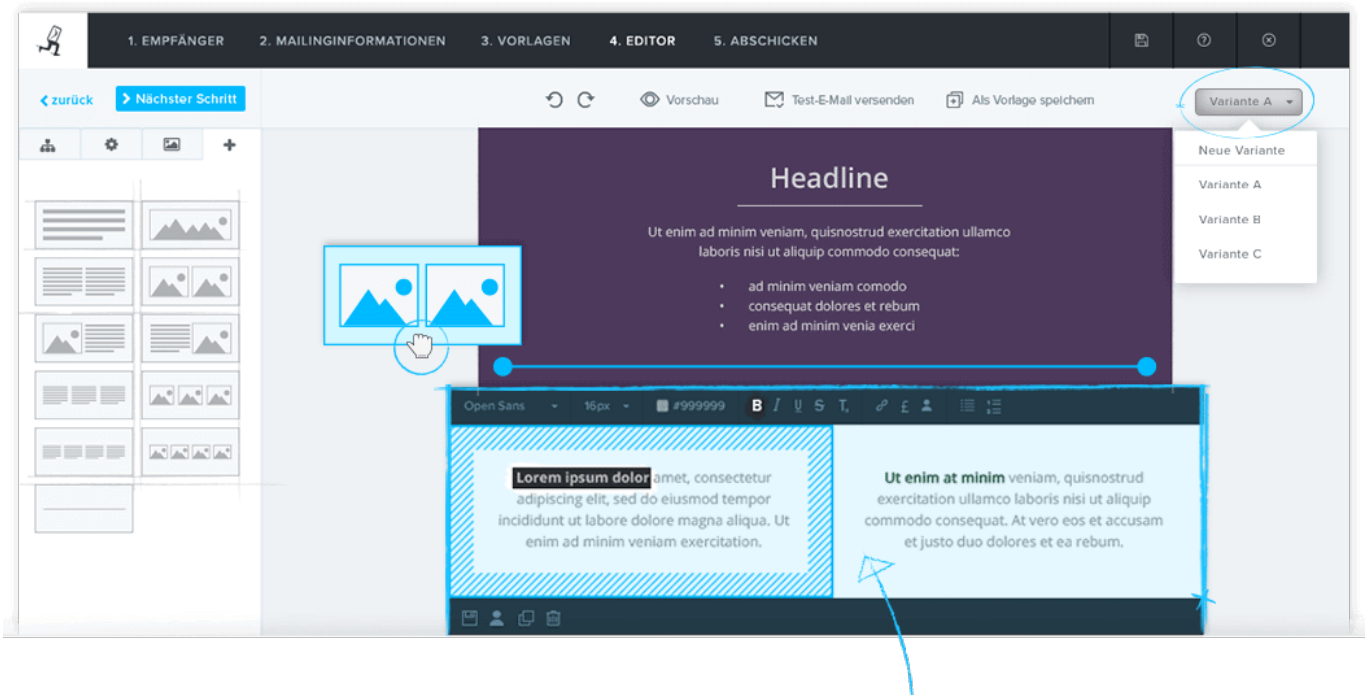 1. EMPFÄNGER 2. MAILINGINFORMATIONEN 3. VORLAGEN 4. EDITOR 5. ABSCHICKEN
zurück Nächster Schritt Vorschau Test-E-Mail versenden Als Vorlage speichern Variante A
Neue Variante
Variante A
Variante B
Variante C
Headline
Ut enim ad minim veniam, quisnostrud exercitation ullamco
laboris nisi ut aliquip commodo consequat:
• ad minim veniam comodo
• consequat dolores et rebum
• enim ad minim venia exerci
Open Sans 16px #999999 B I U S T, £
Lorem ipsum dolor amet, consectetur
adipiscing elit, sed do eiusmod tempor
incididunt ut labore dolore magna aliqua. Ut
enim ad minim veniam exercitation.
Ut enim at minim veniam, quisnostrud
exercitation ullamco laboris nisi ut aliquip
commodo consequat. At vero eos et accusam
et justo duo dolores et ea rebum.